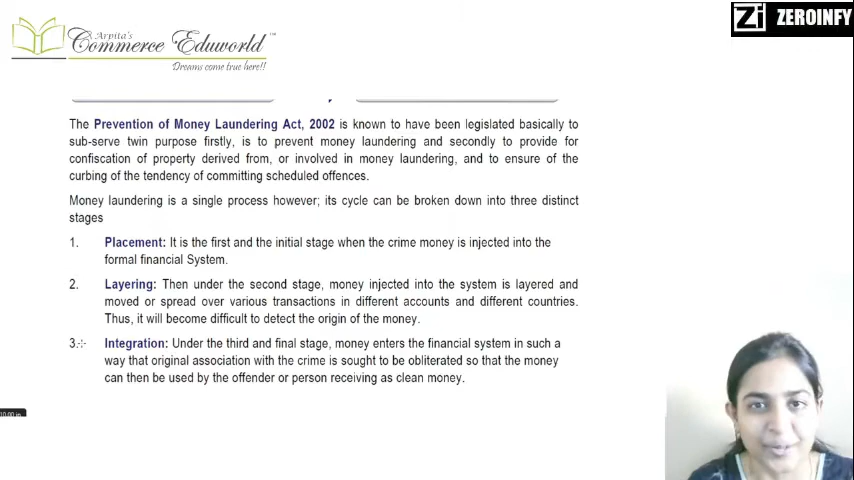 Arpita's
Commerce Eduworld™
Dreams come true here!!
Zi ZEROINFY
The Prevention of Money Laundering Act, 2002 is known to have been legislated basically to
sub-serve twin purpose firstly, is to prevent money laundering and secondly to provide for
confiscation of property derived from, or involved in money laundering, and to ensure of the
curbing of the tendency of committing scheduled offences.
Money laundering is a single process however; its cycle can be broken down into three distinct
stages
1. Placement: It is the first and the initial stage when the crime money is injected into the
formal financial System.
2. Layering: Then under the second stage, money injected into the system is layered and
moved or spread over various transactions in different accounts and different countries.
Thus, it will become difficult to detect the origin of the money.
3. Integration: Under the third and final stage, money enters the financial system in such a
way that original association with the crime is sought to be obliterated so that the money
can then be used by the offender or person receiving as clean money.